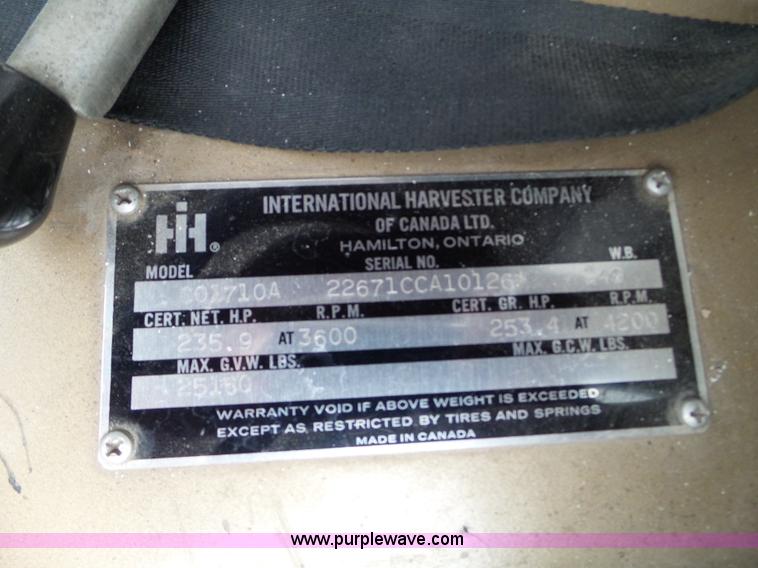 IH®
INTERNATIONAL HARVESTER COMPANY
OF CANADA LTD.
HAMILTON, ONTARIO
MODEL SERIAL NO. W.B.
22671CCA10126
CERT. NET. H.P. R.P.M. CERT. GR. H.P. R.P.M.
235.9 AT 3600 253.4 AT 4200
MAX. G.V.W. LBS. MAX. G.C.W. LBS.
25160
WARRANTY VOID IF ABOVE WEIGHT IS EXCEEDED
EXCEPT AS RESTRICTED BY TIRES AND SPRINGS
MADE IN CANADA
www.purplewave.com